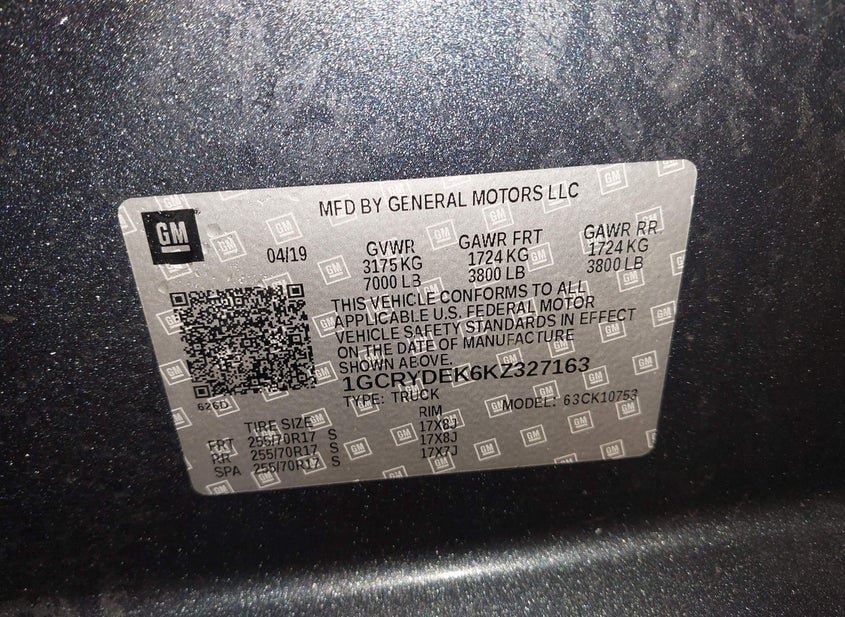 MFD BY GENERAL MOTORS LLC
GM
04/19
GVWR
3175 KG
7000 LB
GAWR FRT
1724 KG
3800 LB
GAWR RR.
1724 KG
3800 LB
THIS VEHICLE CONFORMS TO ALL
APPLICABLE U.S. FEDERAL MOTOR
VEHICLE SAFETY STANDARDS IN EFFECT
ON THE DATE OF MANUFACTURE
SHOWN ABOVE.
1GCRYDEK6KZ327163
TYPE: TRUCK
MODEL: 63CK10753
626D
TIRE SIZE RIM
FRT 255/70R17 S 17X8J
RR 255/70R17 S 17X8J
SPA 255/70R17 S 17X7J